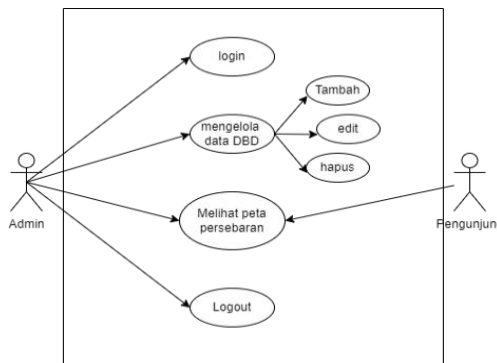 login
Tambah
mengelola
data DBD
edit
hapus
Admin
Melihat peta
persebaran
Pengunjun
Logout